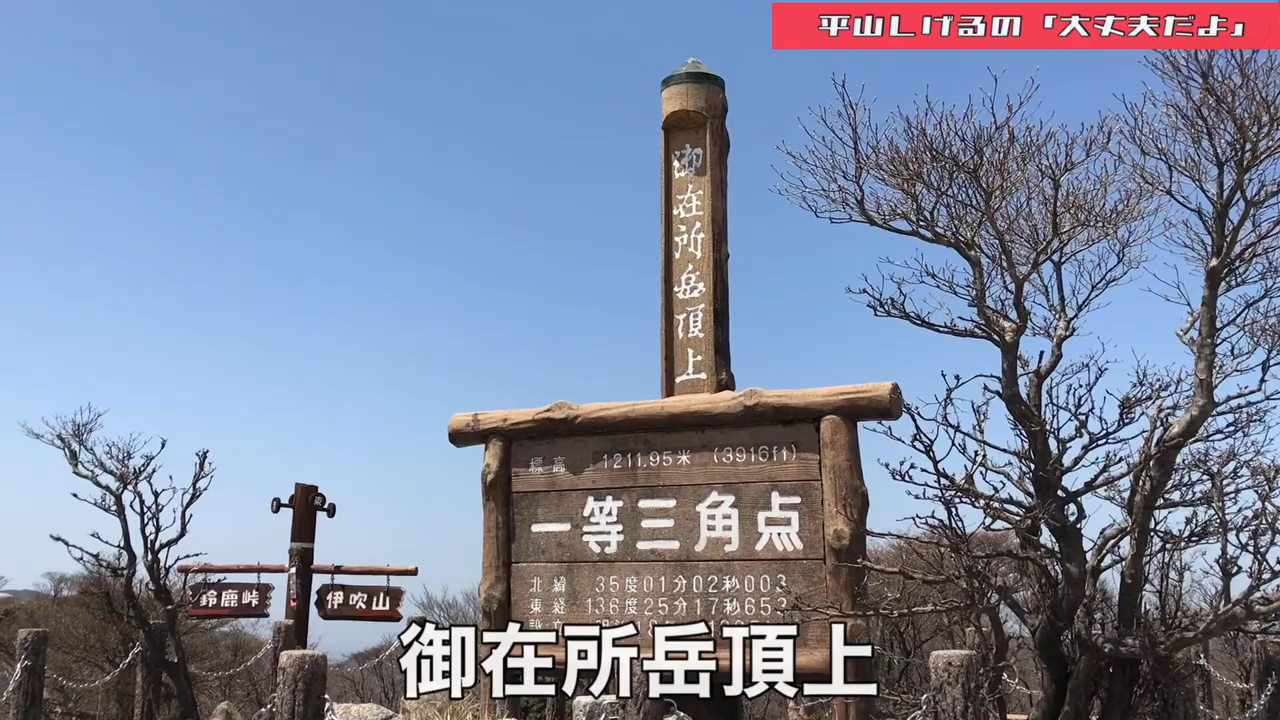 平山しげるの「大丈夫だよ」
御在所岳頂上
標高 1211.95米 (3916ft)
一等三角点
北緯 35度01分02秒003
東経 136度25分17秒653
鈴鹿峠
伊吹山
御在所岳頂上